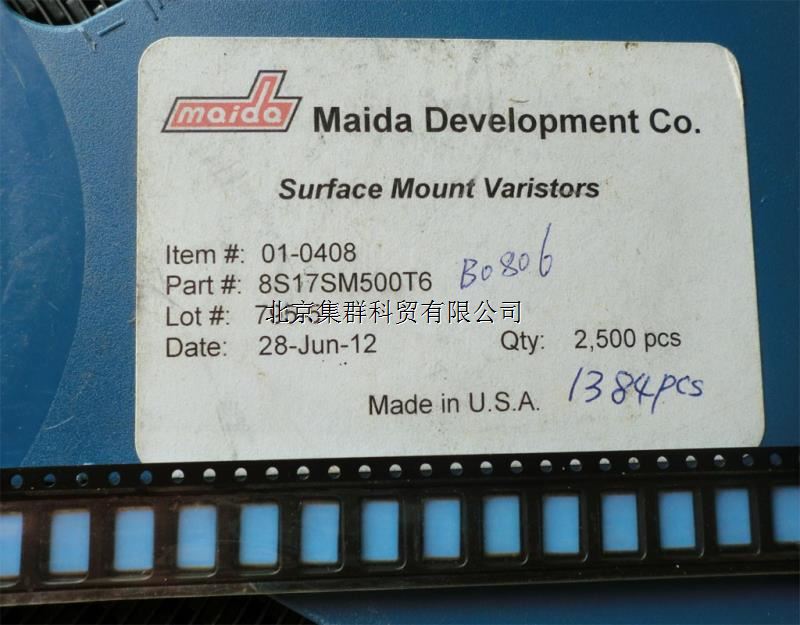 maida
Maida Development Co.
Surface Mount Varistors
Item #: 01-0408
Part #: 8S17SM500T6 B0806
Lot #:
北京集群科贸有限公司
Date: 28-Jun-12 Qty: 2,500 pcs
Made in U.S.A. 1384pcs